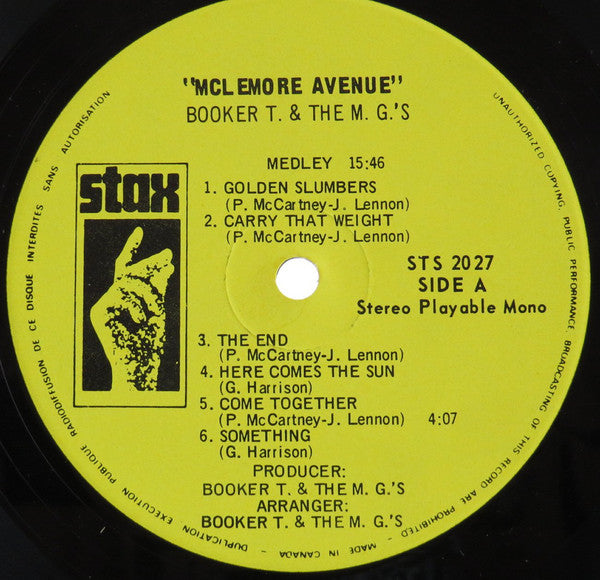 "MCLEMORE AVENUE"
BOOKER T. & THE M. G.'S
MEDLEY 15:46
1. GOLDEN SLUMBERS
(P. McCartney-J. Lennon)
2. CARRY THAT WEIGHT
(P. McCartney-J. Lennon)
stax
STS 2027
SIDE A
Stereo Playable Mono
3. THE END
(P. McCartney-J. Lennon)
4. HERE COMES THE SUN
(G. Harrison)
5. COME TOGETHER
(P. McCartney-J. Lennon) 4:07
6. SOMETHING
(G. Harrison)
PRODUCER:
BOOKER T. & THE M. G.'S
ARRANGER:
BOOKER T. & THE M. G.'S
UNAUTHORIZED COPYING, PUBLIC PERFORMANCE, BROADCASTING OF THIS RECORD ARE PROHIBITED - MADE IN CANADA - DUPLICATION EXECUTION PUBLIQUE RADIODIFFUSION DE CE DISQUE INTERDITES SANS AUTORISATION